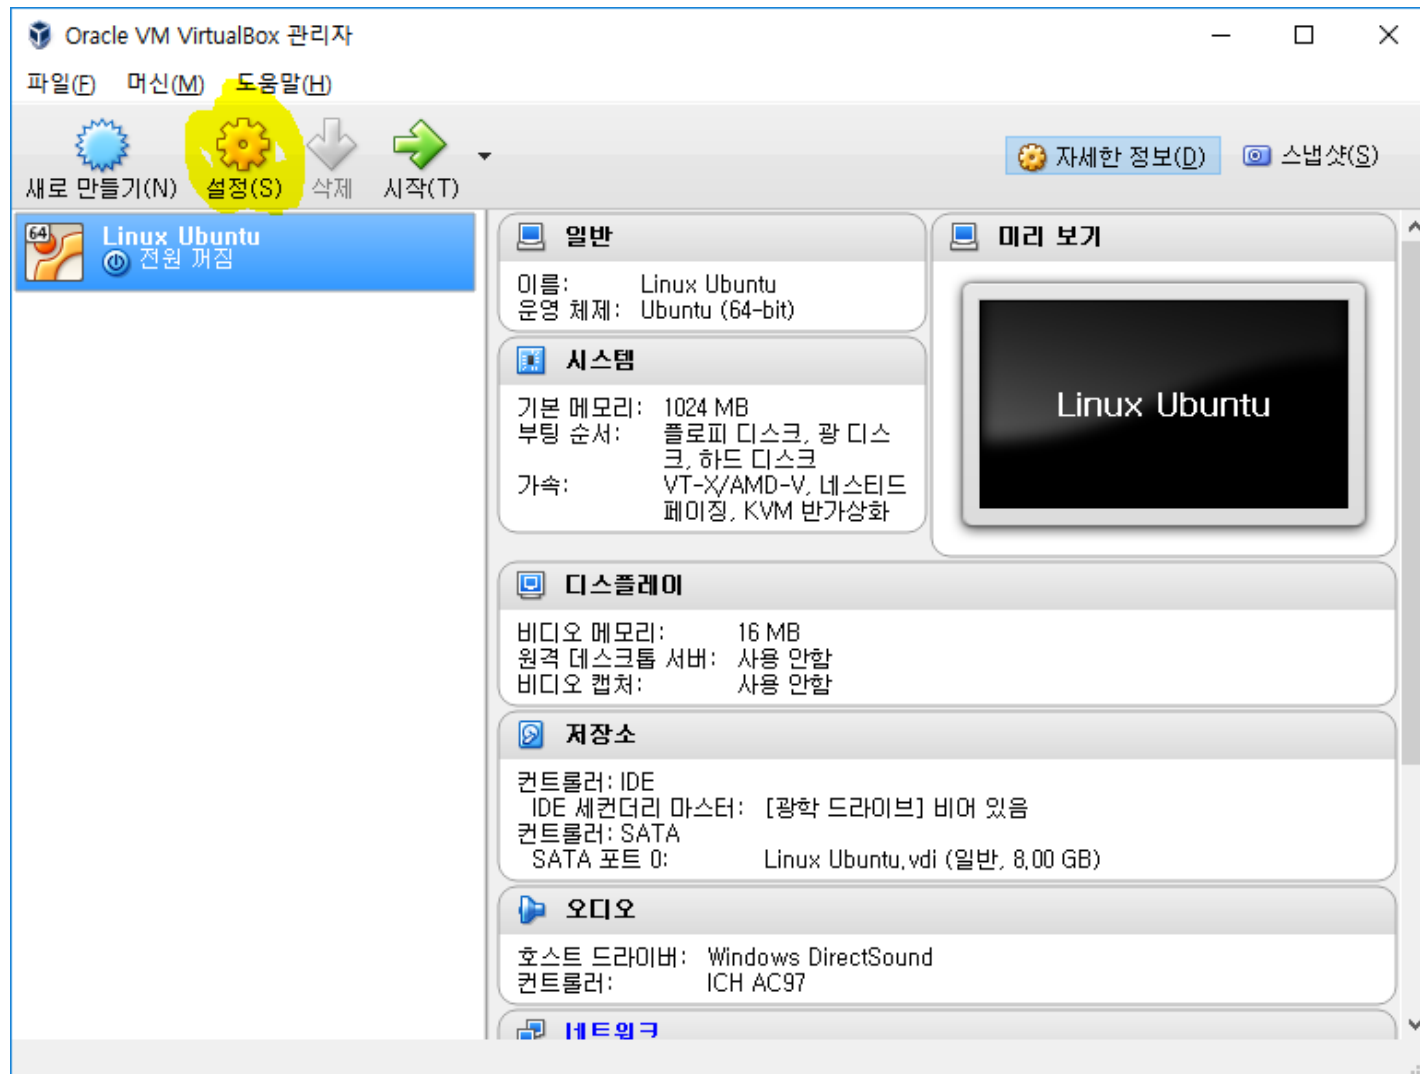 Oracle VM VirtualBox 관리자
파일(F) 머신(M) 도움말(H)
새로 만들기(N) 설정(S) 삭제 시작(T)
자세한 정보(D) 스냅샷(S)
64
Linux Ubuntu
전원 꺼짐
일반
이름: Linux Ubuntu
운영 체제: Ubuntu (64-bit)
미리 보기
Linux Ubuntu
시스템
기본 메모리: 1024 MB
부팅 순서: 플로피 디스크, 광 디스
크, 하드 디스크
가속: VT-x/AMD-V, 네스티드
페이징, KVM 반가상화
디스플레이
비디오 메모리: 16 MB
원격 데스크톱 서버: 사용 안함
비디오 캡처: 사용 안함
저장소
컨트롤러: IDE
IDE 세컨더리 마스터: [광학 드라이브] 비어 있음
컨트롤러: SATA
SATA 포트 0: Linux Ubuntu.vdi (일반, 8.00 GB)
오디오
호스트 드라이버: Windows DirectSound
컨트롤러: ICH AC97
네트워크